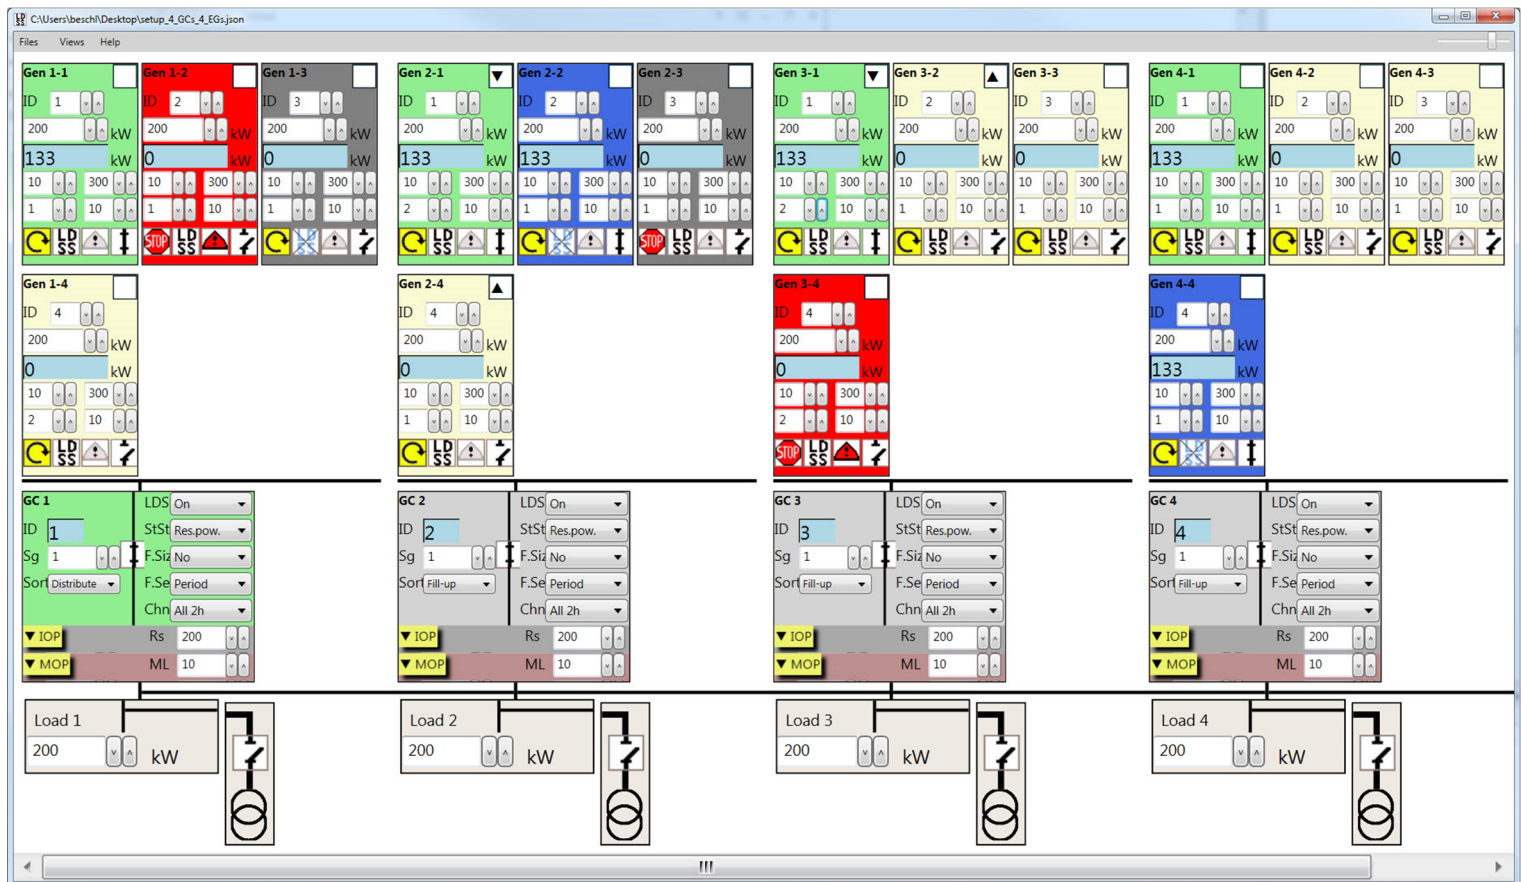 C:\Users\beschl\Desktop\setup_4_GCs_4_EGs.json
Files Views Help
Gen 1-1 Gen 1-2 Gen 1-3 Gen 2-1 Gen 2-2 Gen 2-3 Gen 3-1 Gen 3-2 Gen 3-3 Gen 4-1 Gen 4-2 Gen 4-3
ID 1 ID 2 ID 3 ID 1 ID 2 ID 3 ID 1 ID 2 ID 3 ID 1 ID 2 ID 3
200 kW 200 kW 200 kW 200 kW 200 kW 200 kW 200 kW 200 kW 200 kW 200 kW 200 kW 200 kW
133 kW 0 kW 0 kW 133 kW 133 kW 0 kW 133 kW 0 kW 0 kW 133 kW 0 kW 0 kW
10 300 10 300 10 300 10 300 10 300 10 300 10 300 10 300 10 300 10 300 10 300 10 300
1 10 1 10 1 10 2 10 1 10 1 10 2 10 1 10 1 10 1 10 1 10 1 10
LD SS STOP LD SS LD SS LD SS LD SS STOP LD SS LD SS LD SS LD SS LD SS LD SS LD SS
Gen 1-4 Gen 2-4 Gen 3-4 Gen 4-4
ID 4 ID 4 ID 4 ID 4
200 kW 200 kW 200 kW 200 kW
0 kW 0 kW 0 kW 133 kW
10 300 10 300 10 300 10 300
2 10 1 10 2 10 1 10
LD SS LD SS STOP LD SS LD SS
GC 1 LDS On GC 2 LDS On GC 3 LDS On GC 4 LDS On
ID 1 StSt Res.pow. ID 2 StSt Res.pow. ID 3 StSt Res.pow. ID 4 StSt Res.pow.
Sg 1 F.Siz No Sg 1 F.Siz No Sg 1 F.Siz No Sg 1 F.Siz No
Sort Distribute F.Se Period Sort Fill-up F.Se Period Sort Fill-up F.Se Period Sort Fill-up F.Se Period
Chn All 2h Chn All 2h Chn All 2h Chn All 2h
▼ IOP Rs 200 ▼ IOP Rs 200 ▼ IOP Rs 200 ▼ IOP Rs 200
▼ MOP ML 10 ▼ MOP ML 10 ▼ MOP ML 10 ▼ MOP ML 10
Load 1 Load 2 Load 3 Load 4
200 kW 200 kW 200 kW 200 kW